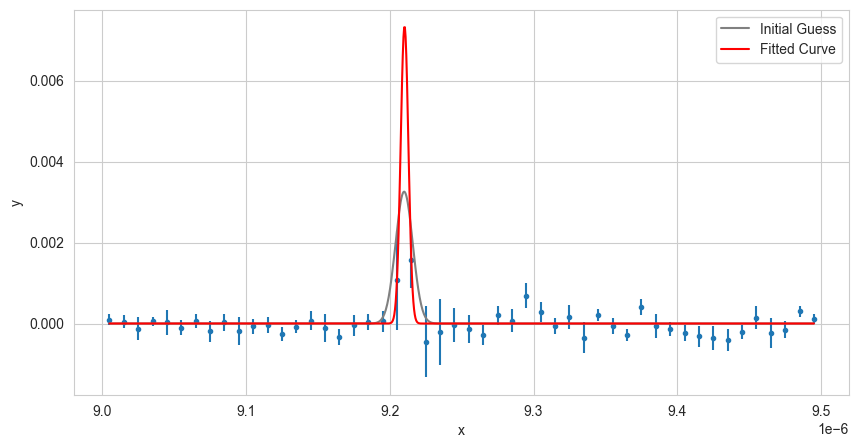 Initial Guess
Fitted Curve
0.006
0.004
0.002
0.000
y
9.0 9.1 9.2 9.3 9.4 9.5
x
1e−6